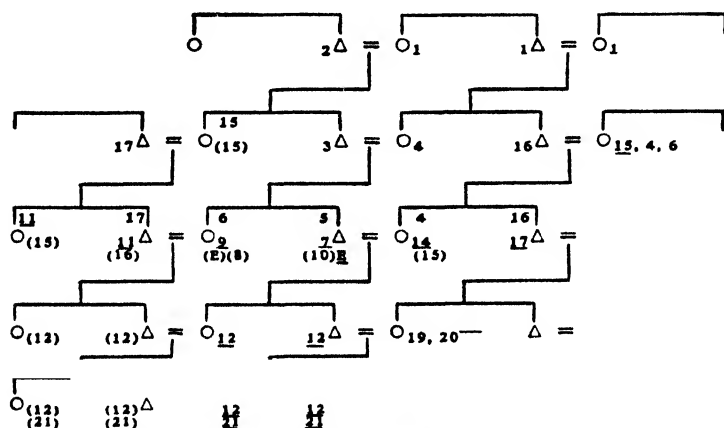 2 = 1 1 = 1
15
17 = (15) 3 = 4 16 = 15, 4, 6
11 17 6 5 4 16
(15) 11 = 9 7 = 14 17 =
(16) (E)(8) (10)E (15)
(12) (12) = 12 12 = 19, 20 =
(12) (12) 12 12
(21) (21) 21 21